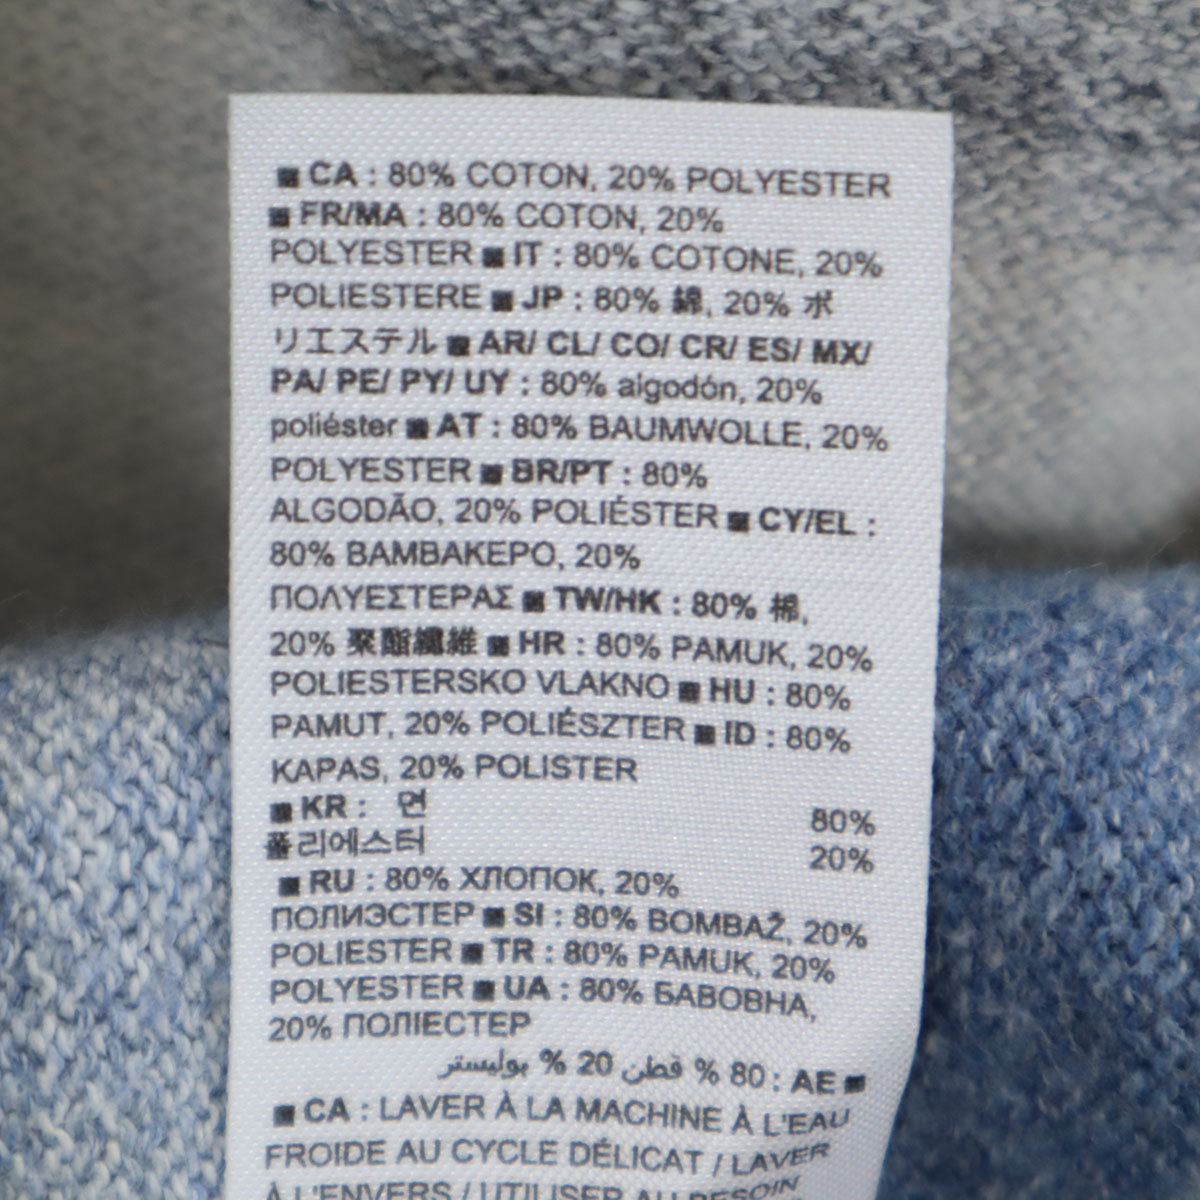 ■ CA : 80% COTON, 20% POLYESTER
■ FR/MA : 80% COTON, 20%
POLYESTER ■ IT : 80% COTONE, 20%
POLIESTERE ■ JP : 80% 綿, 20% ポ
リエステル ■ AR/ CL/ CO/ CR/ ES/ MX/
PA/ PE/ PY/ UY : 80% algodón, 20%
poliéster ■ AT : 80% BAUMWOLLE, 20%
POLYESTER ■ BR/PT : 80%
ALGODÃO, 20% POLIÉSTER ■ CY/EL :
80% ΒΑΜΒΑΚΕΡΟ, 20%
ΠΟΛΥΕΣΤΕΡΑΣ ■ TW/HK : 80% 棉,
20% 聚酯纖維 ■ HR : 80% PAMUK, 20%
POLIESTERSKO VLAKNO ■ HU : 80%
PAMUT, 20% POLIÉSZTER ■ ID : 80%
KAPAS, 20% POLISTER
■ KR : 면 80%
폴리에스터 20%
■ RU : 80% ХЛОПОК, 20%
ПОЛИЭСТЕР ■ SI : 80% BOMBAŽ, 20%
POLIESTER ■ TR : 80% PAMUK, 20%
POLYESTER ■ UA : 80% БАВОВНА,
20% ПОЛІЕСТЕР
■ AE : 80 % قطن 20 % بوليستر
■ CA : LAVER À LA MACHINE À L'EAU
FROIDE AU CYCLE DÉLICAT / LAVER
À L'ENVERS / UTILISER AU BESOIN